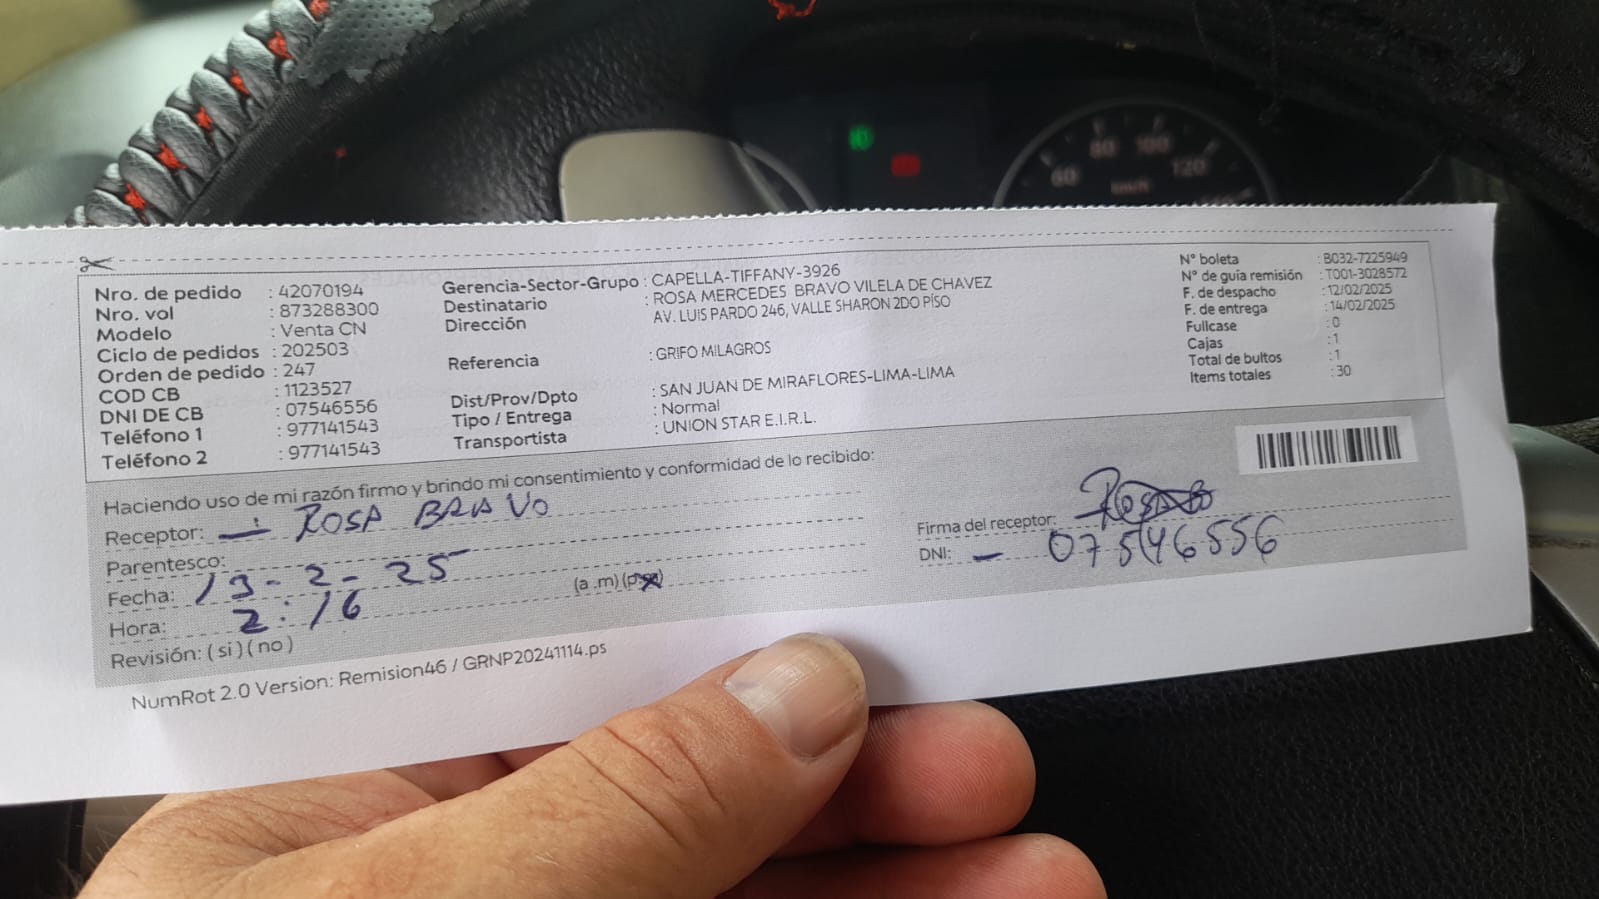 Nro. de pedido : 42070194
Nro. vol : 873288300
Modelo : Venta CN
Ciclo de pedidos : 202503
Orden de pedido : 247
COD CB : 1123527
DNI DE CB : 07546556
Teléfono 1 : 977141543
Teléfono 2 : 977141543
Gerencia-Sector-Grupo : CAPELLA-TIFFANY-3926
Destinatario : ROSA MERCEDES BRAVO VILELA DE CHAVEZ
Dirección AV. LUIS PARDO 246, VALLE SHARON 2DO PÍSO
Referencia : GRIFO MILAGROS
Dist/Prov/Dpto : SAN JUAN DE MIRAFLORES-LIMA-LIMA
Tipo / Entrega : Normal
Transportista : UNION STAR E.I.R.L.
N° boleta : B032-7225949
N° de guía remisión : T001-3028572
F. de despacho : 12/02/2025
F. de entrega : 14/02/2025
Fullcase : 0
Cajas : 1
Total de bultos : 1
Items totales : 30
Haciendo uso de mi razón firmo y brindo mi consentimiento y conformidad de lo recibido:
Receptor: ROSA BRAVO
Parentesco:
Fecha: 13-2-25
Hora: 2:16 (a .m) (p.m)
Revisión: ( si ) ( no )
Firma del receptor:
DNI: - 07546556
NumRot 2.0 Version: Remision46 / GRNP20241114.ps
60
80
100
120
km/h